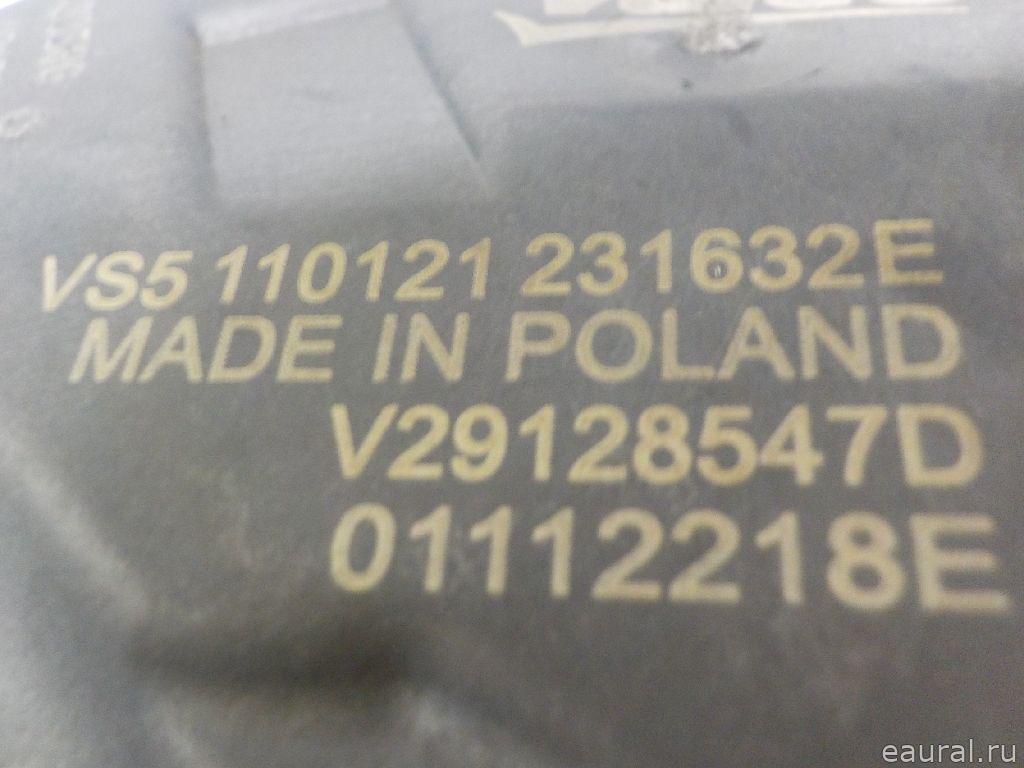 VS5 110121 231632E
MADE IN POLAND
V29128547D
01112218E
eaural.ru